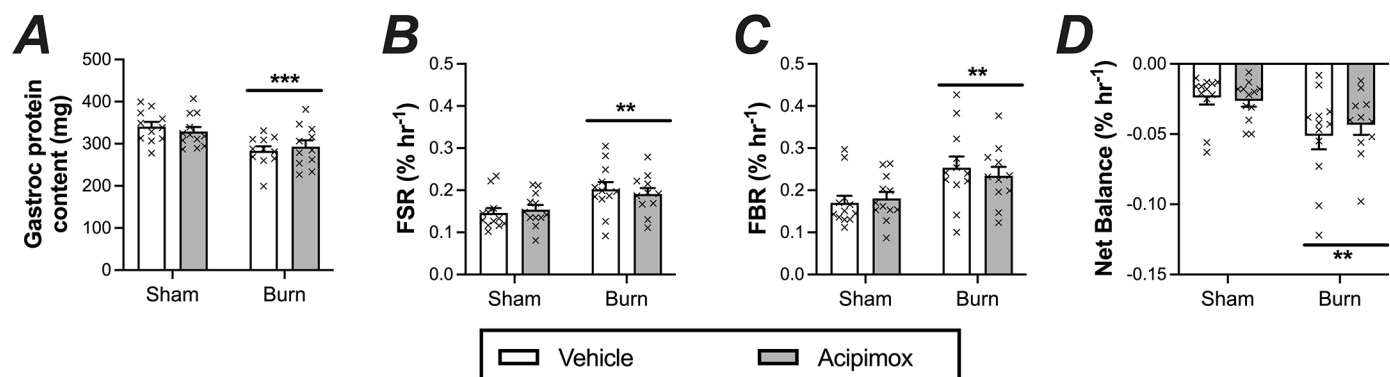 A
Gastroc protein
content (mg)
500
400
300
200
100
0
***
Sham
Burn
B
FSR (% hr-1)
0.5
0.4
0.3
0.2
0.1
0.0
**
Sham
Burn
C
FBR (% hr-1)
0.5
0.4
0.3
0.2
0.1
0.0
**
Sham
Burn
D
Net Balance (% hr-1)
0.00
-0.05
-0.10
-0.15
**
Sham
Burn
Vehicle
Acipimox